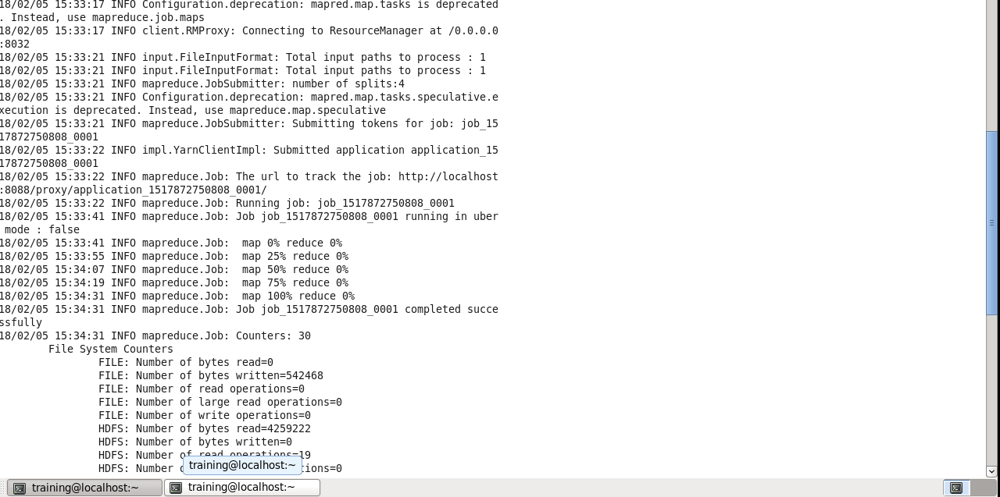 18/02/05 15:33:17 INFO Configuration.deprecation: mapred.map.tasks is deprecated
. Instead, use mapreduce.job.maps
18/02/05 15:33:17 INFO client.RMProxy: Connecting to ResourceManager at /0.0.0.0
:8032
18/02/05 15:33:21 INFO input.FileInputFormat: Total input paths to process : 1
18/02/05 15:33:21 INFO input.FileInputFormat: Total input paths to process : 1
18/02/05 15:33:21 INFO mapreduce.JobSubmitter: number of splits:4
18/02/05 15:33:21 INFO Configuration.deprecation: mapred.map.tasks.speculative.e
xecution is deprecated. Instead, use mapreduce.map.speculative
18/02/05 15:33:21 INFO mapreduce.JobSubmitter: Submitting tokens for job: job_15
17872750808_0001
18/02/05 15:33:22 INFO impl.YarnClientImpl: Submitted application application_15
17872750808_0001
18/02/05 15:33:22 INFO mapreduce.Job: The url to track the job: http://localhost
:8088/proxy/application_1517872750808_0001/
18/02/05 15:33:22 INFO mapreduce.Job: Running job: job_1517872750808_0001
18/02/05 15:33:41 INFO mapreduce.Job: Job job_1517872750808_0001 running in uber
mode : false
18/02/05 15:33:41 INFO mapreduce.Job:  map 0% reduce 0%
18/02/05 15:33:55 INFO mapreduce.Job:  map 25% reduce 0%
18/02/05 15:34:07 INFO mapreduce.Job:  map 50% reduce 0%
18/02/05 15:34:19 INFO mapreduce.Job:  map 75% reduce 0%
18/02/05 15:34:31 INFO mapreduce.Job:  map 100% reduce 0%
18/02/05 15:34:31 INFO mapreduce.Job: Job job_1517872750808_0001 completed succe
ssfully
18/02/05 15:34:31 INFO mapreduce.Job: Counters: 30
File System Counters
FILE: Number of bytes read=0
FILE: Number of bytes written=542468
FILE: Number of read operations=0
FILE: Number of large read operations=0
FILE: Number of write operations=0
HDFS: Number of bytes read=4259222
HDFS: Number of bytes written=0
HDFS: Number of read operations=19
HDFS: Number
training@localhost:~
training@localhost:~
training@localhost:~